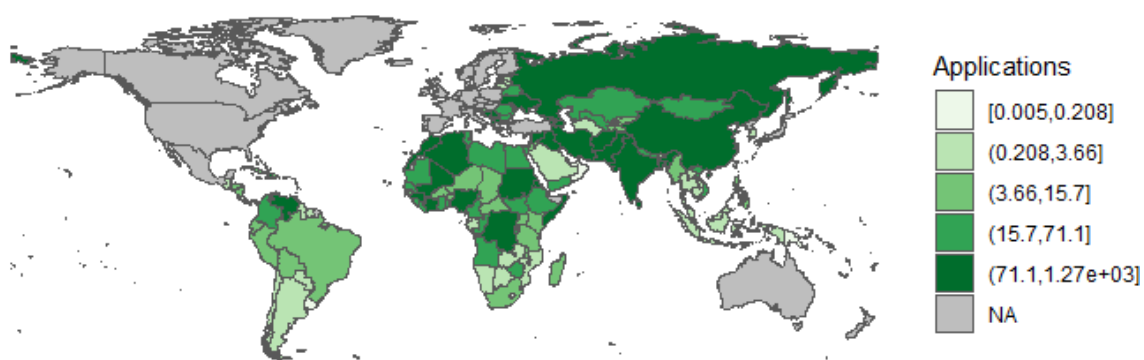 Applications
[0.005,0.208]
(0.208,3.66]
(3.66,15.7]
(15.7,71.1]
(71.1,1.27e+03]
NA